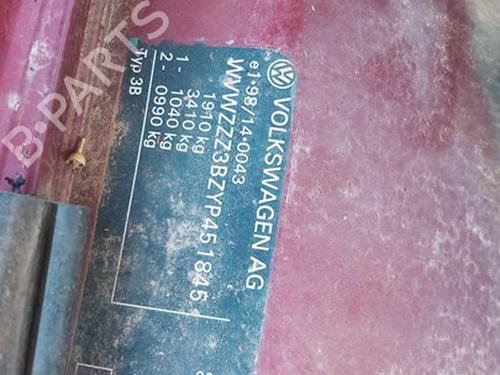 VOLKSWAGEN AG
e1*98/14*0043
WVWZZZ3BZYP451845
1910 kg
3410 kg
1- 1040 kg
2- 0990 kg
Typ 3B
B-PARTS